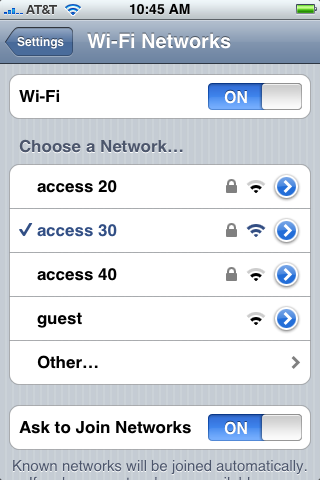 AT&T 10:45 AM
Settings Wi-Fi Networks
Wi-Fi ON
Choose a Network...
access 20
access 30
access 40
guest
Other...
Ask to Join Networks ON
Known networks will be joined automatically.